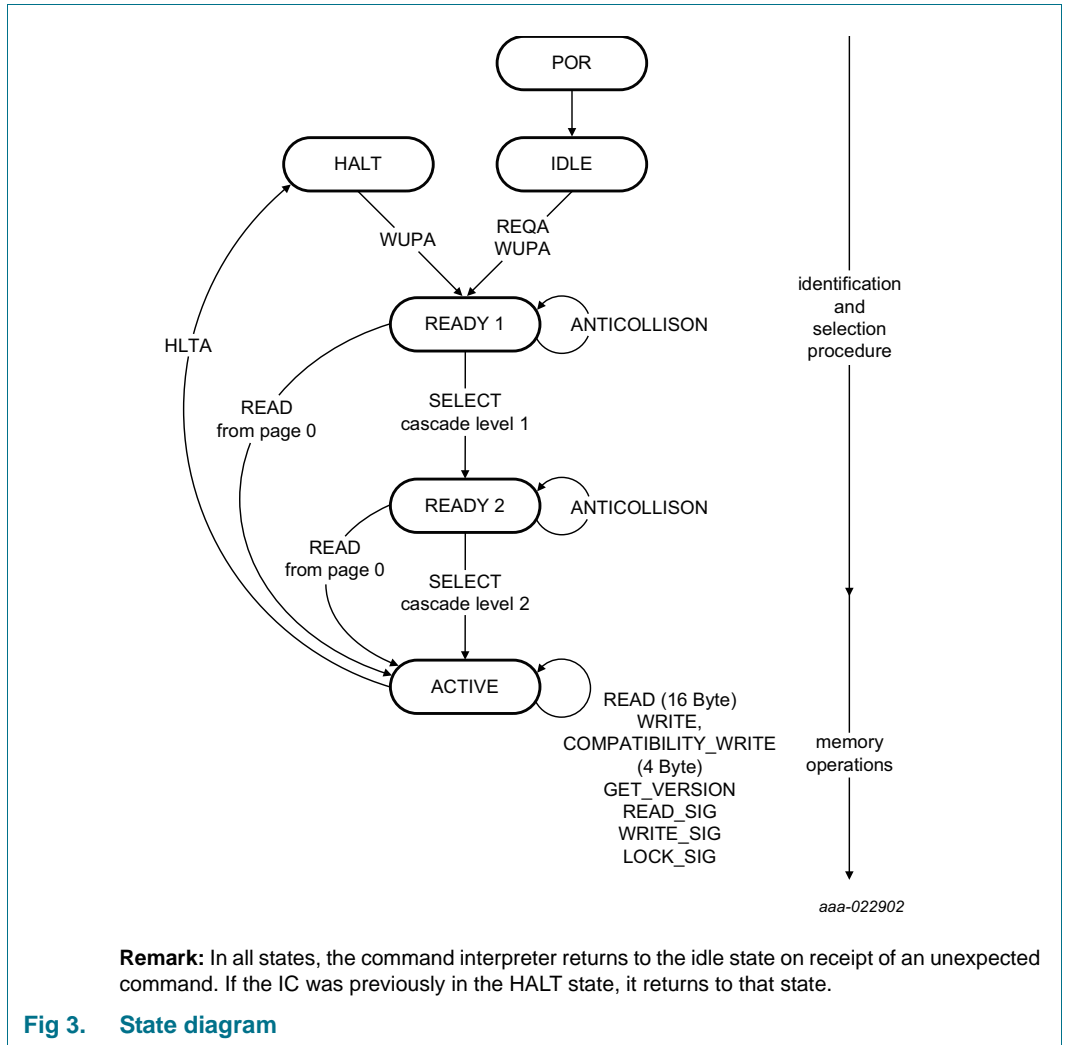 POR
HALT
IDLE
WUPA
REQA
WUPA
identification
and
selection
procedure
READY 1
ANTICOLLISON
HLTA
READ
from page 0
SELECT
cascade level 1
READY 2
ANTICOLLISON
READ
from page 0
SELECT
cascade level 2
ACTIVE
READ (16 Byte)
WRITE,
COMPATIBILITY_WRITE
(4 Byte)
GET_VERSION
READ_SIG
WRITE_SIG
LOCK_SIG
memory
operations
aaa-022902
Remark: In all states, the command interpreter returns to the idle state on receipt of an unexpected
command. If the IC was previously in the HALT state, it returns to that state.
Fig 3. State diagram